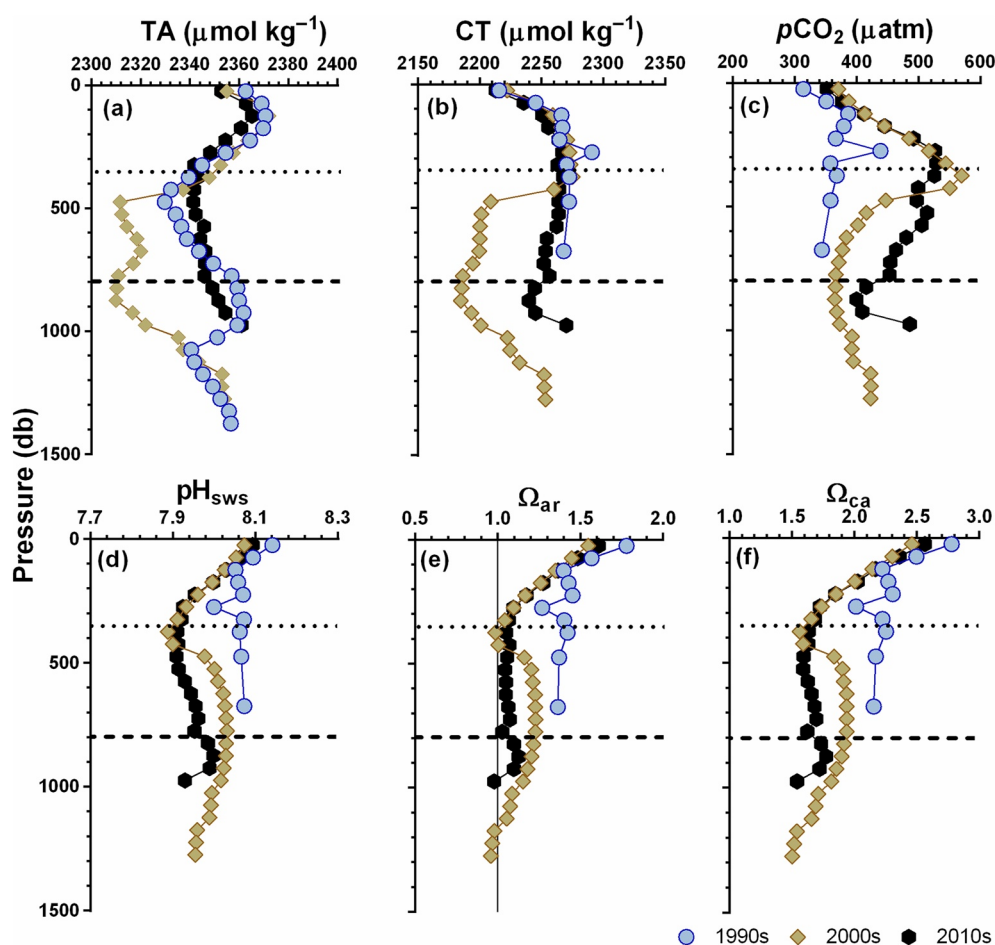 TA (μmol kg⁻¹)
CT (μmol kg⁻¹)
pCO₂ (μatm)
2300 2320 2340 2360 2380 2400
2150 2200 2250 2300 2350
200 300 400 500 600
0
500
1000
1500
(a)
(b)
(c)
Pressure (db)
pHsws
Ωar
Ωca
7.7 7.9 8.1 8.3
0.5 1.0 1.5 2.0
1.0 1.5 2.0 2.5 3.0
0
500
1000
1500
(d)
(e)
(f)
1990s 2000s 2010s